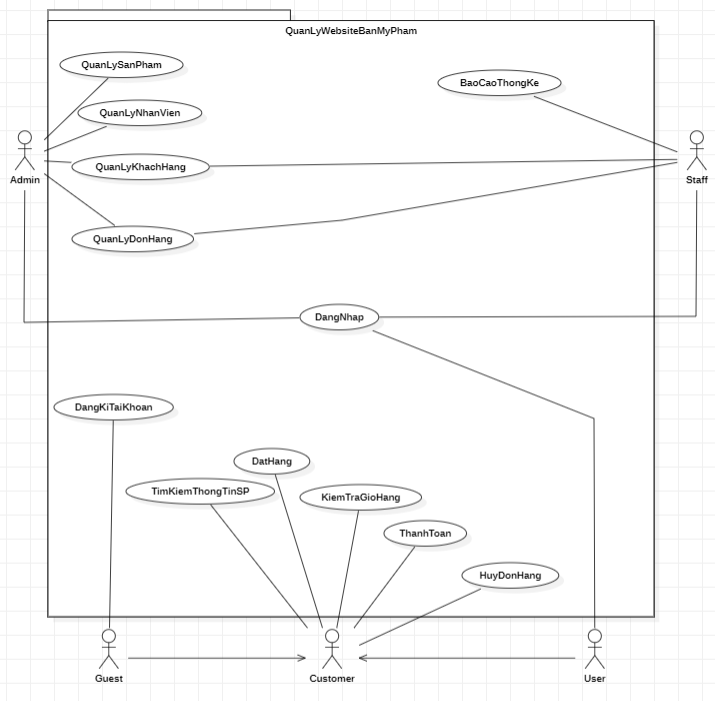 QuanLyWebsiteBanMyPham
QuanLySanPham
BaoCaoThongKe
QuanLyNhanVien
QuanLyKhachHang
Admin
Staff
QuanLyDonHang
DangNhap
DangKiTaiKhoan
DatHang
TimKiemThongTinSP
KiemTraGioHang
ThanhToan
HuyDonHang
Guest
Customer
User